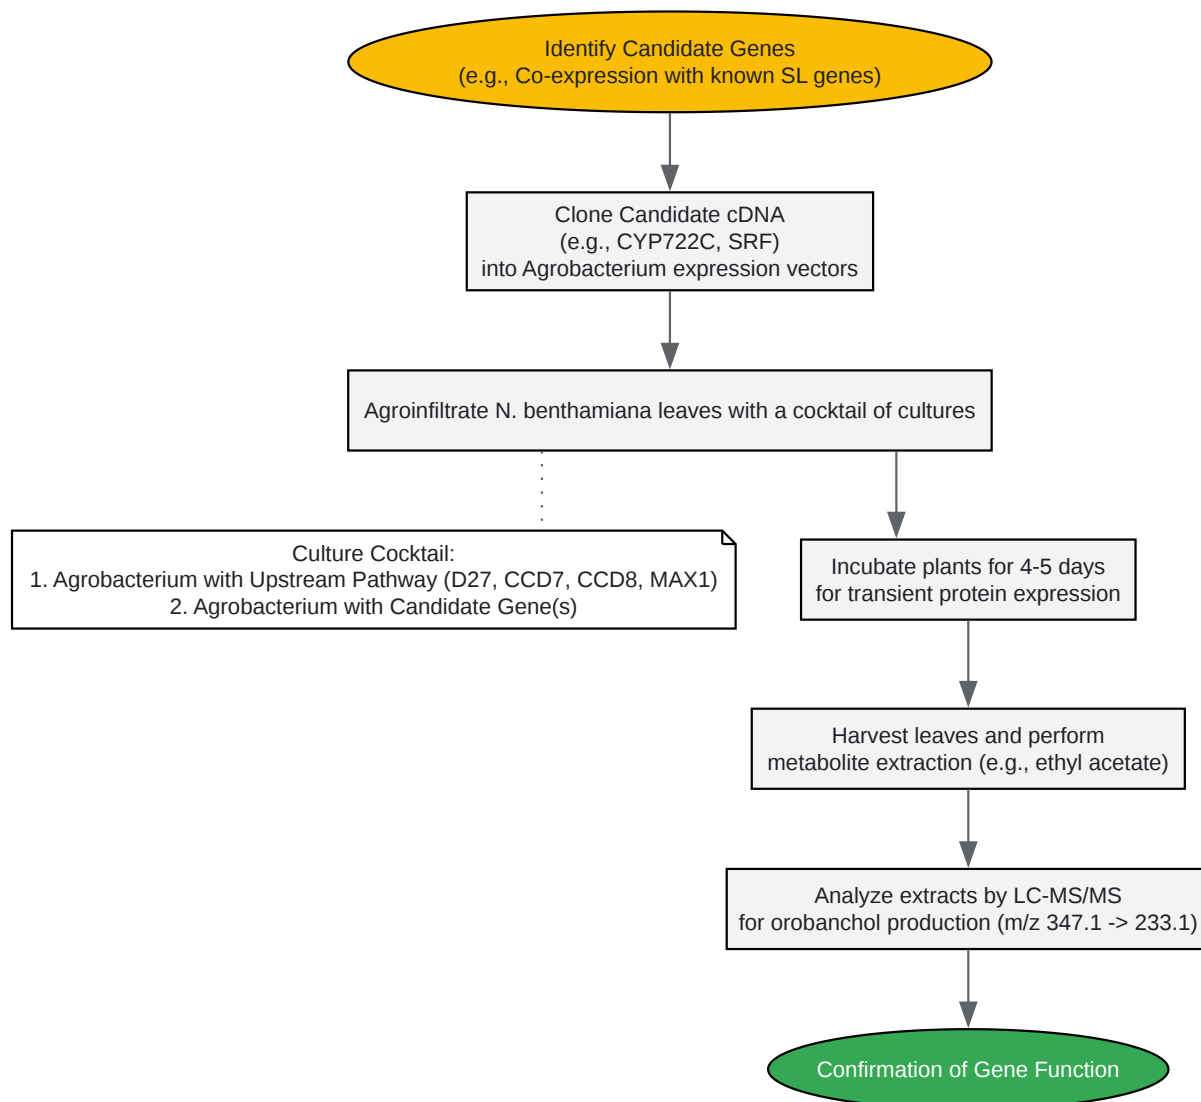 Identify Candidate Genes
(e.g., Co-expression with known SL genes)
Clone Candidate cDNA
(e.g., CYP722C, SRF)
into Agrobacterium expression vectors
Agroinfiltrate N. benthamiana leaves with a cocktail of cultures
Culture Cocktail:
1. Agrobacterium with Upstream Pathway (D27, CCD7, CCD8, MAX1)
2. Agrobacterium with Candidate Gene(s)
Incubate plants for 4-5 days
for transient protein expression
Harvest leaves and perform
metabolite extraction (e.g., ethyl acetate)
Analyze extracts by LC-MS/MS
for orobanchol production (m/z 347.1 -> 233.1)
Confirmation of Gene Function